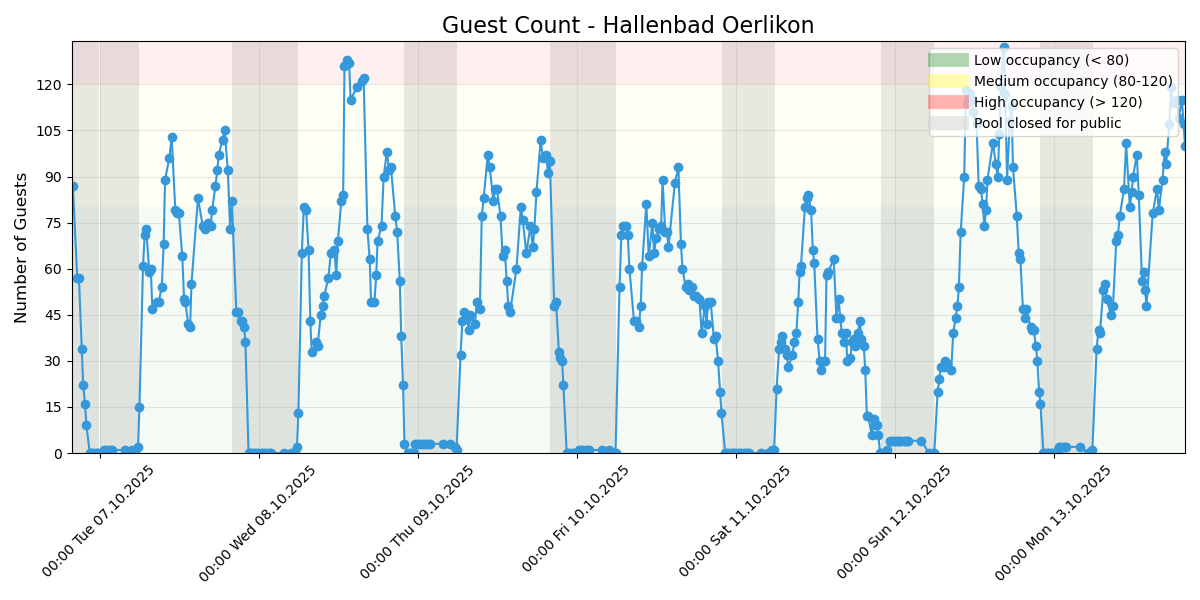 Guest Count - Hallenbad Oerlikon
Number of Guests
120
105
90
75
60
45
30
15
0
Low occupancy (< 80)
Medium occupancy (80-120)
High occupancy (> 120)
Pool closed for public
00:00 Tue 07.10.2025
00:00 Wed 08.10.2025
00:00 Thu 09.10.2025
00:00 Fri 10.10.2025
00:00 Sat 11.10.2025
00:00 Sun 12.10.2025
00:00 Mon 13.10.2025